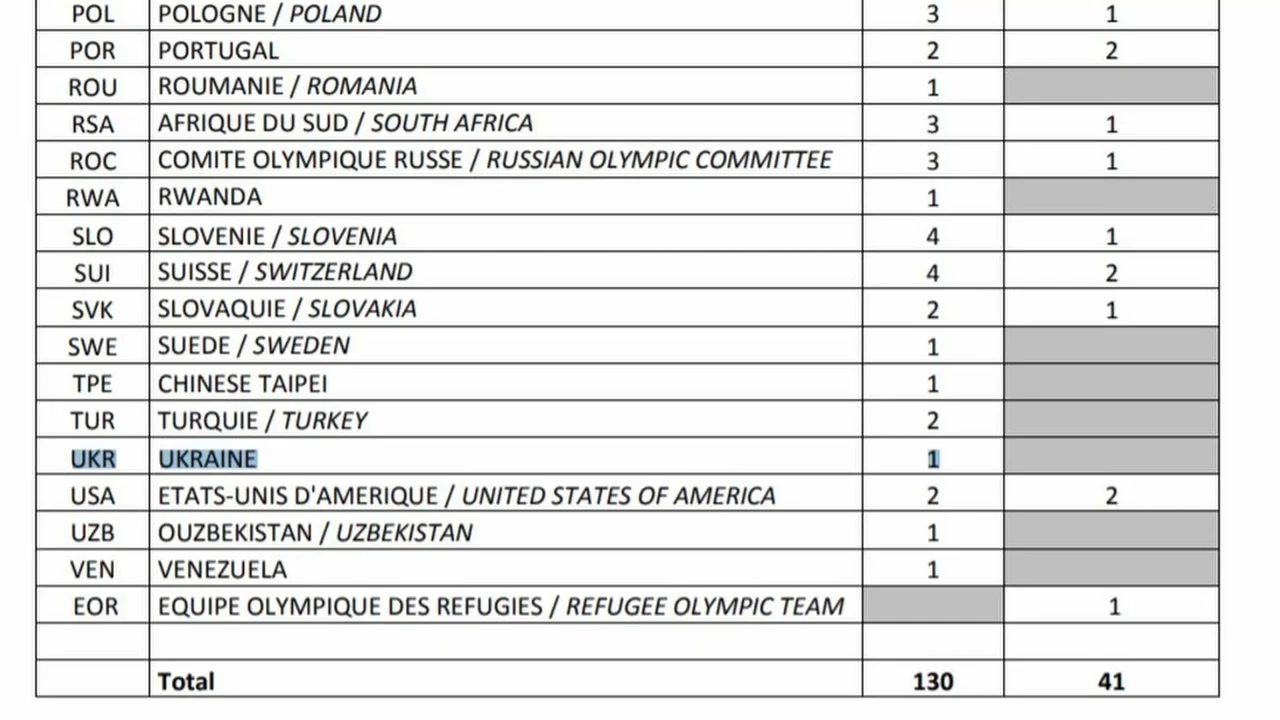 POL POLOGNE / POLAND 3 1
POR PORTUGAL 2 2
ROU ROUMANIE / ROMANIA 1
RSA AFRIQUE DU SUD / SOUTH AFRICA 3 1
ROC COMITE OLYMPIQUE RUSSE / RUSSIAN OLYMPIC COMMITTEE 3 1
RWA RWANDA 1
SLO SLOVENIE / SLOVENIA 4 1
SUI SUISSE / SWITZERLAND 4 2
SVK SLOVAQUIE / SLOVAKIA 2 1
SWE SUEDE / SWEDEN 1
TPE CHINESE TAIPEI 1
TUR TURQUIE / TURKEY 2
UKR UKRAINE 1
USA ETATS-UNIS D'AMERIQUE / UNITED STATES OF AMERICA 2 2
UZB OUZBEKISTAN / UZBEKISTAN 1
VEN VENEZUELA 1
EOR EQUIPE OLYMPIQUE DES REFUGIES / REFUGEE OLYMPIC TEAM 1
Total 130 41